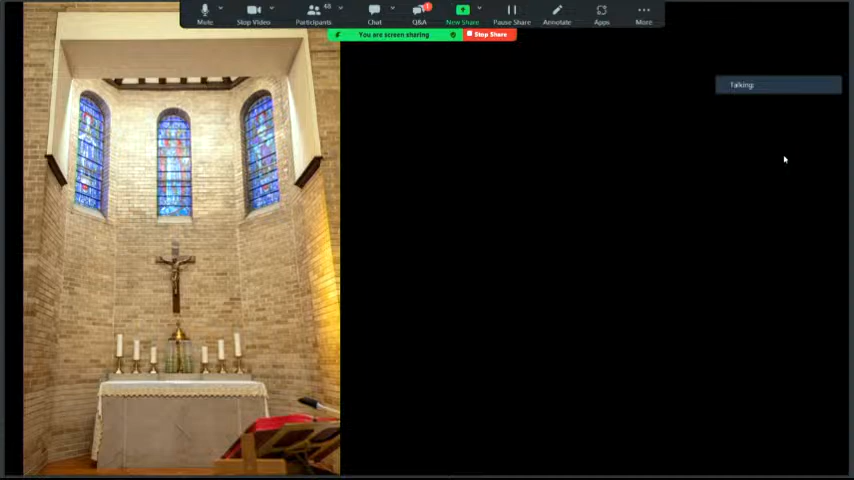 Mute
Stop Video
Participants
48
Chat
Q&A
1
New Share
Pause Share
Annotate
Apps
More
You are screen sharing
Stop Share
Talking: